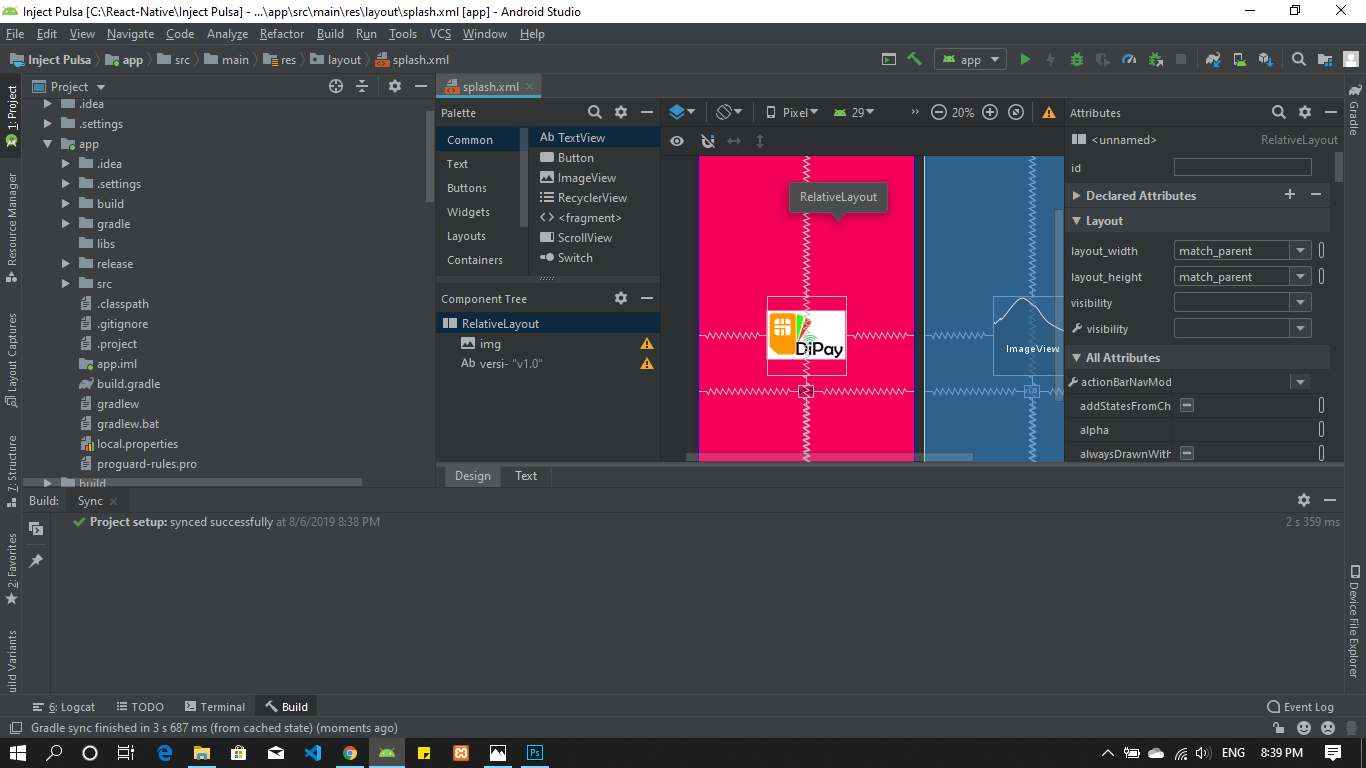 Inject Pulsa [C:\React-Native\Inject Pulsa] - ...\app\src\main\res\layout\splash.xml [app] - Android Studio
File Edit View Navigate Code Analyze Refactor Build Run Tools VCS Window Help
Inject Pulsa app src main res layout splash.xml
app
1: Project
Resource Manager
Layout Captures
7: Structure
2: Favorites
uild Variants
Project
.idea
.settings
app
.idea
.settings
build
gradle
libs
release
src
.classpath
.gitignore
.project
app.iml
build.gradle
gradlew
gradlew.bat
local.properties
proguard-rules.pro
build
splash.xml
Palette
Common
Text
Buttons
Widgets
Layouts
Containers
Ab TextView
Button
ImageView
RecyclerView
<> <fragment>
ScrollView
Switch
Component Tree
RelativeLayout
img
Ab versi- "v1.0"
Pixel 29 » 20%
RelativeLayout
DiPay
ImageView
Design Text
Attributes
<unnamed> RelativeLayout
id
Declared Attributes
Layout
layout_width match_parent
layout_height match_parent
visibility
visibility
All Attributes
actionBarNavMod
addStatesFromCh
alpha
alwaysDrawnWith
Gradle
Device File Explorer
Build: Sync
Project setup: synced successfully at 8/6/2019 8:38 PM 2 s 359 ms
6: Logcat TODO Terminal Build Event Log
Gradle sync finished in 3 s 687 ms (from cached state) (moments ago)
Ps
ENG 8:39 PM